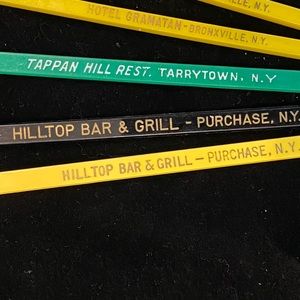 N.Y.
HOTEL GRAMATAN - BRONXVILLE, N.Y.
TAPPAN HILL REST. TARRYTOWN, N.Y
HILLTOP BAR & GRILL - PURCHASE, N.Y.
HILLTOP BAR & GRILL - PURCHASE, N.Y.